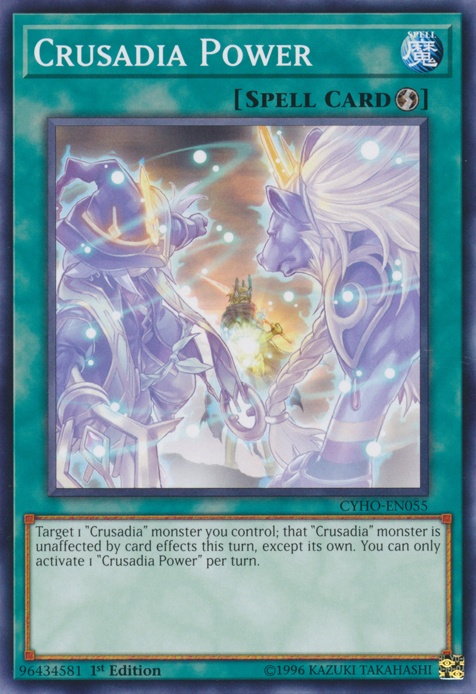 CRUSADIA POWER
SPELL
魔
[SPELL CARD]
CYHO-EN055
Target 1 "Crusadia" monster you control; that "Crusadia" monster is
unaffected by card effects this turn, except its own. You can only
activate 1 "Crusadia Power" per turn.
96434581 1st Edition ©1996 KAZUKI TAKAHASHI